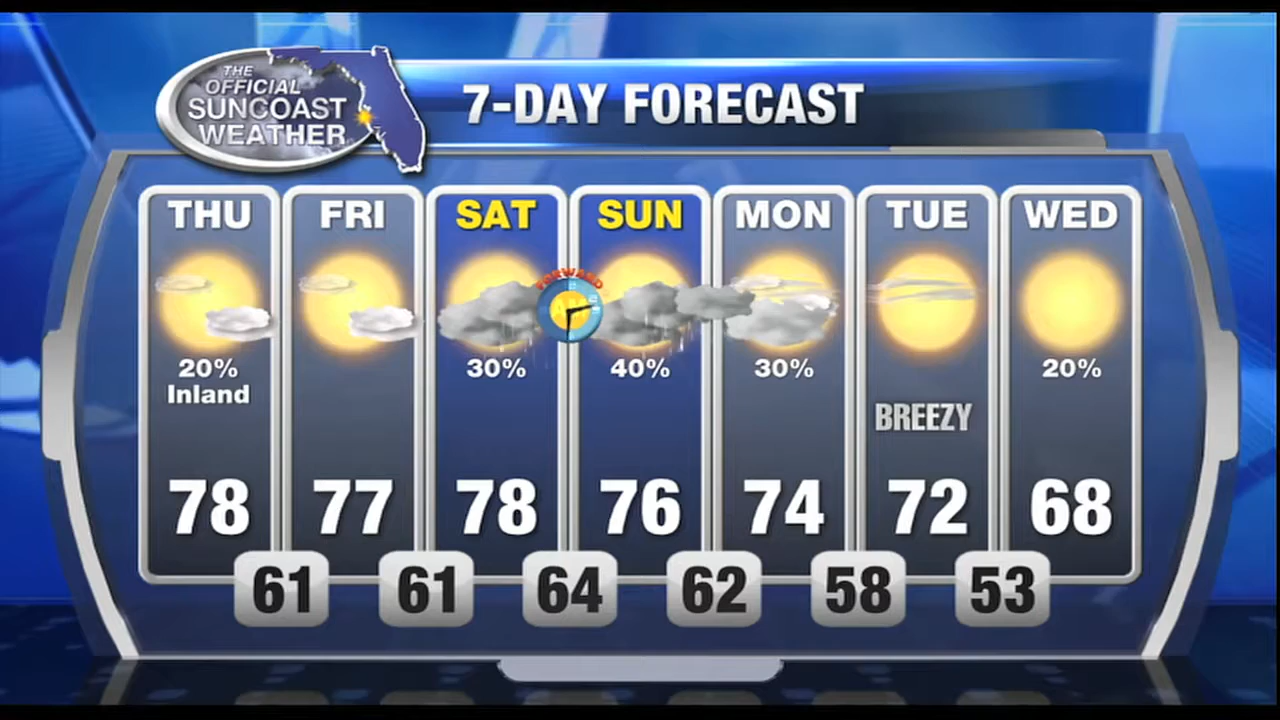 THE
OFFICIAL
SUNCOAST
WEATHER
7-DAY FORECAST
THU
FRI
SAT
SUN
MON
TUE
WED
FORWARD
20%
Inland
30%
40%
30%
20%
BREEZY
78
77
78
76
74
72
68
61
61
64
62
58
53